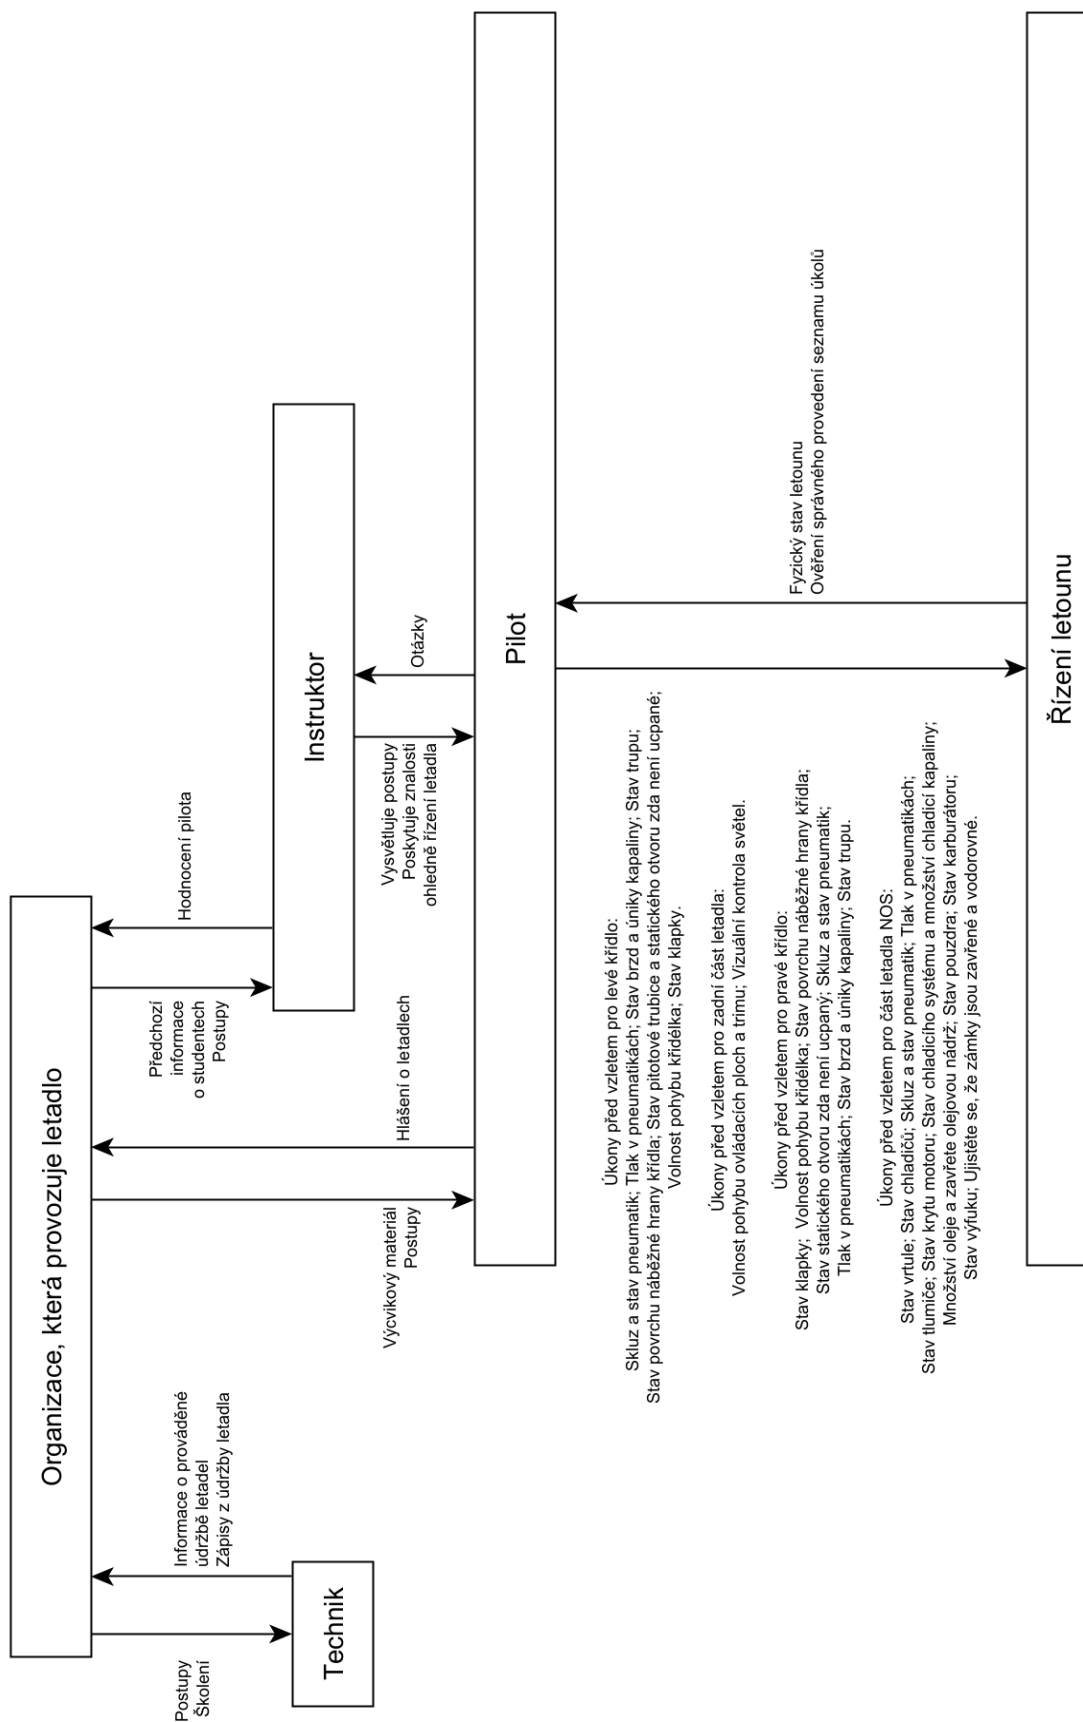 Organizace, která provozuje letadlo
Postupy
Školení
Informace o prováděné
údržbě letadel
Zápisy z údržby letadla
Předchozí
informace
o studentech
Postupy
Hodnocení pilota
Technik
Instruktor
Výcvikový materiál
Postupy
Hlášení o letadlech
Vysvětluje postupy
Poskytuje znalosti
ohledně řízení letadla
Otázky
Pilot
Úkony před vzletem pro levé křídlo:
Skluz a stav pneumatik; Tlak v pneumatikách; Stav brzd a úniky kapaliny; Stav trupu;
Stav povrchu náběžné hrany křídla; Stav pitotové trubice a statického otvoru zda není ucpané;
Volnost pohybu křidélka; Stav klapky.
Úkony před vzletem pro zadní část letadla:
Volnost pohybu ovládacích ploch a trimu; Vizuální kontrola světel.
Úkony před vzletem pro pravé křídlo:
Stav klapky; Volnost pohybu křidélka; Stav povrchu náběžné hrany křídla;
Stav statického otvoru zda není ucpaný; Skluz a stav pneumatik;
Tlak v pneumatikách; Stav brzd a úniky kapaliny; Stav trupu.
Úkony před vzletem pro část letadla NOS:
Stav vrtule; Stav chladičů; Skluz a stav pneumatik; Tlak v pneumatikách;
Stav tlumiče; Stav krytu motoru; Stav chladicího systému a množství chladicí kapaliny;
Množství oleje a zavřete olejovou nádrž; Stav pouzdra; Stav karburátoru;
Stav výfuku; Ujistěte se, že zámky jsou zavřené a vodorovné.
Fyzický stav letounu
Ověření správného provedení seznamu úkolů
Řízení letounu